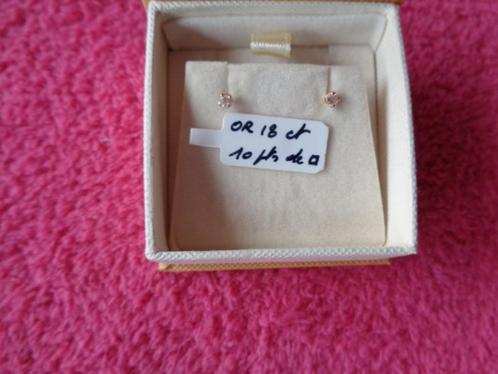 OR 18 ct
10 pts de